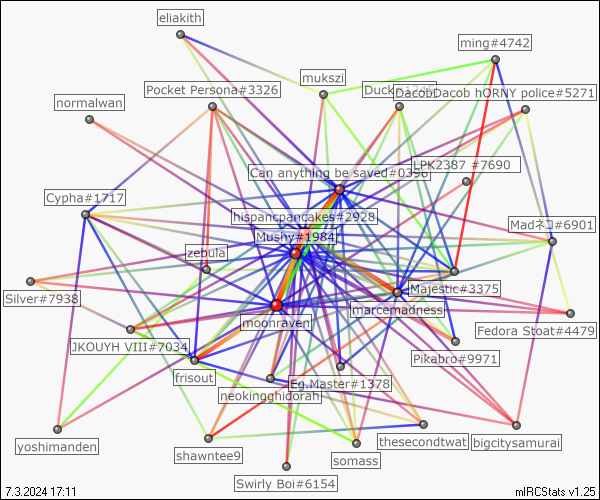 eliakith
ming#4742
mukszi
Pocket Persona#3326
Duck
DacobDacob hORNY police#5271
normalwan
LPK2387 #7690
Can anything be saved#0396
Cypha#1717
hispancpancakes#2928
Madネコ#6901
Mushy#1984
zebula
Majestic#3375
Silver#7938
marcemadness
moonraven
Fedora Stoat#4479
JKOUYH VIII#7034
Pikabro#9971
frisout
Eg.Master#1378
neokingghidorah
thesecondtwat
bigcitysamurai
yoshimanden
shawntee9
somass
Swirly Boi#6154
7.3.2024 17:11
mIRCStats v1.25